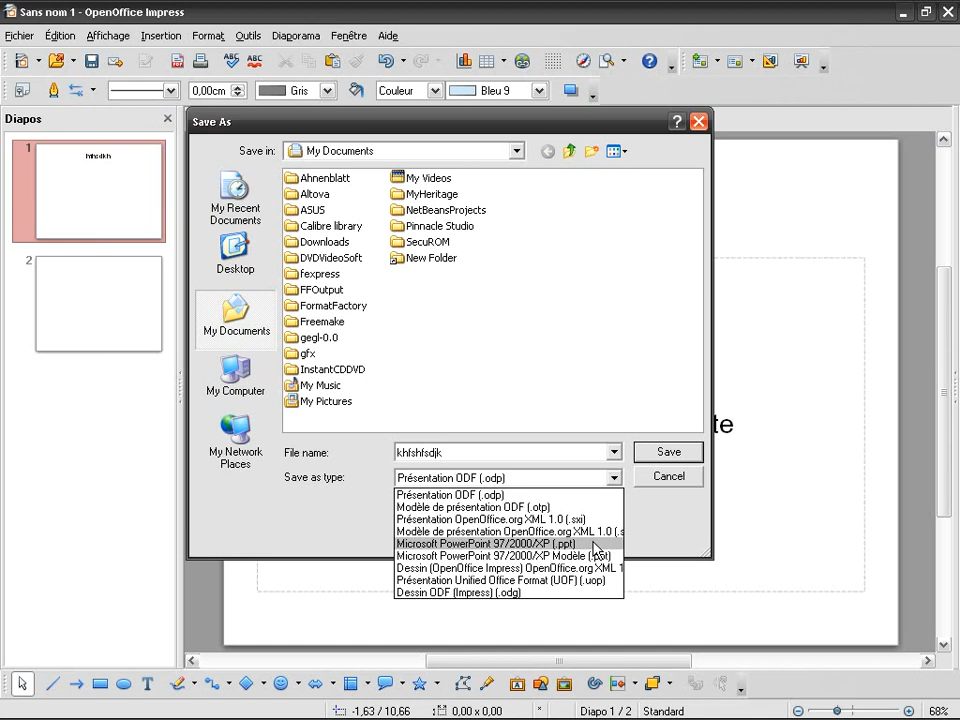 Sans nom 1 - OpenOffice Impress
Fichier Édition Affichage Insertion Format Outils Diaporama Fenêtre Aide
0,00cm Gris Couleur Bleu 9
Diapos
1
2
Save As
Save in: My Documents
My Recent Documents
Desktop
My Documents
My Computer
My Network Places
Ahnenblatt
Altova
ASUS
Calibre library
Downloads
DVDVideoSoft
fexpress
FFOutput
FormatFactory
Freemake
gegl-0.0
gfx
InstantCDDVD
My Music
My Pictures
My Videos
MyHeritage
NetBeansProjects
Pinnacle Studio
SecuROM
New Folder
File name: khfshfsdjk Save
Save as type: Présentation ODF (.odp) Cancel
Présentation ODF (.odp)
Modèle de présentation ODF (.otp)
Présentation OpenOffice.org XML 1.0 (.sxi)
Modèle de présentation OpenOffice.org XML 1.0 (.s
Microsoft PowerPoint 97/2000/XP (.ppt)
Microsoft PowerPoint 97/2000/XP Modèle (.pot)
Dessin (OpenOffice Impress) OpenOffice.org XML 1
Présentation Unified Office Format (UOF) (.uop)
Dessin ODF (Impress) (.odg)
te
-1,63 / 10,66 0,00 x 0,00 * Diapo 1 / 2 Standard 68%